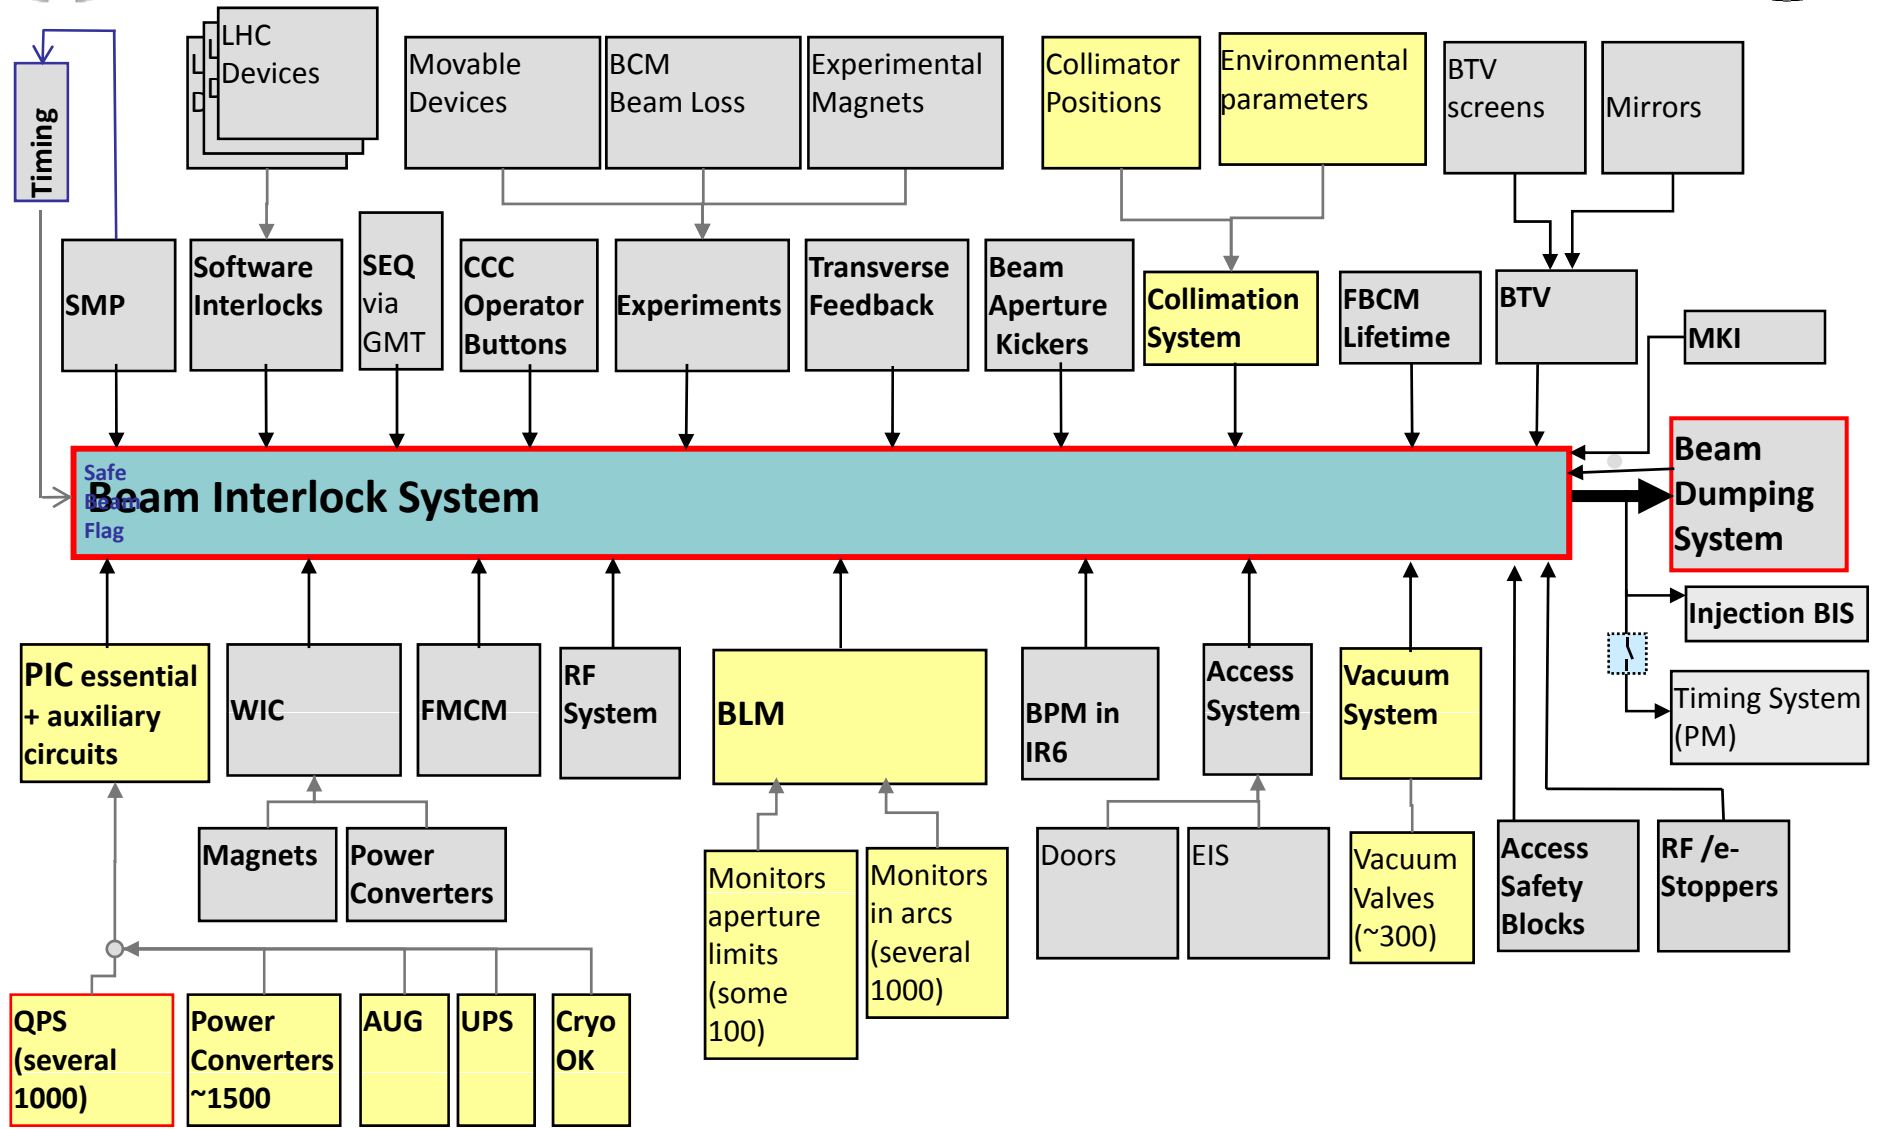 Timing
L
D
L
D
LHC
Devices
Movable
Devices
BCM
Beam Loss
Experimental
Magnets
Collimator
Positions
Environmental
parameters
BTV
screens
Mirrors
SMP
Software
Interlocks
SEQ
via
GMT
CCC
Operator
Buttons
Experiments
Transverse
Feedback
Beam
Aperture
Kickers
Collimation
System
FBCM
Lifetime
BTV
MKI
Safe
Beam
Flag
Beam Interlock System
Beam
Dumping
System
Injection BIS
Timing System
(PM)
PIC essential
+ auxiliary
circuits
WIC
FMCM
RF
System
BLM
BPM in
IR6
Access
System
Vacuum
System
Magnets
Power
Converters
Monitors
aperture
limits
(some
100)
Monitors
in arcs
(several
1000)
Doors
EIS
Vacuum
Valves
(~300)
Access
Safety
Blocks
RF /e-
Stoppers
QPS
(several
1000)
Power
Converters
~1500
AUG
UPS
Cryo
OK